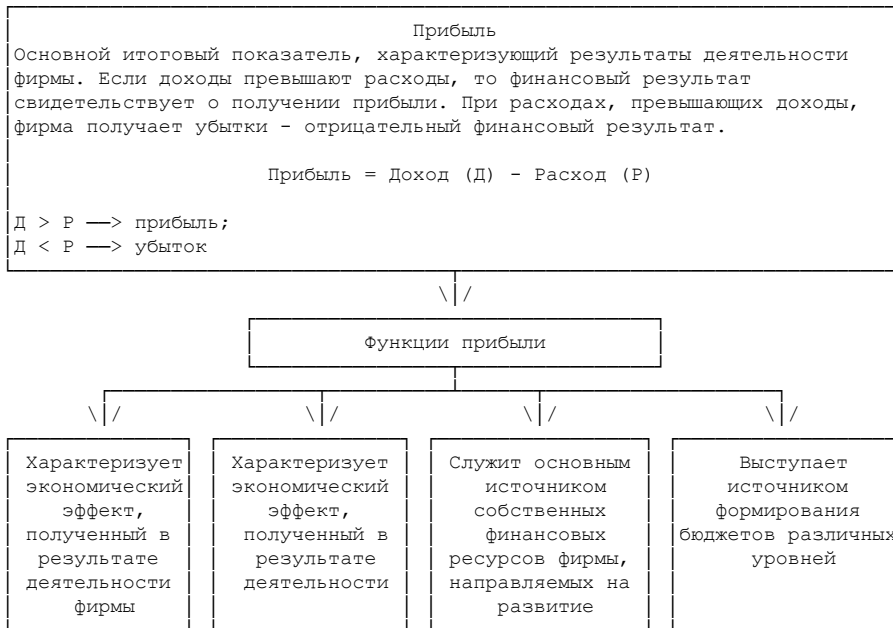 Прибыль
Основной итоговый показатель, характеризующий результаты деятельности
фирмы. Если доходы превышают расходы, то финансовый результат
свидетельствует о получении прибыли. При расходах, превышающих доходы,
фирма получает убытки - отрицательный финансовый результат.
Прибыль = Доход (Д) - Расход (Р)
Д > Р ──> прибыль;
Д < Р ──> убыток
Функции прибыли
Характеризует
экономический
эффект,
полученный в
результате
деятельности
фирмы
Характеризует
экономический
эффект,
полученный в
результате
деятельности
Служит основным
источником
собственных
финансовых
ресурсов фирмы,
направляемых на
развитие
Выступает
источником
формирования
бюджетов различных
уровней